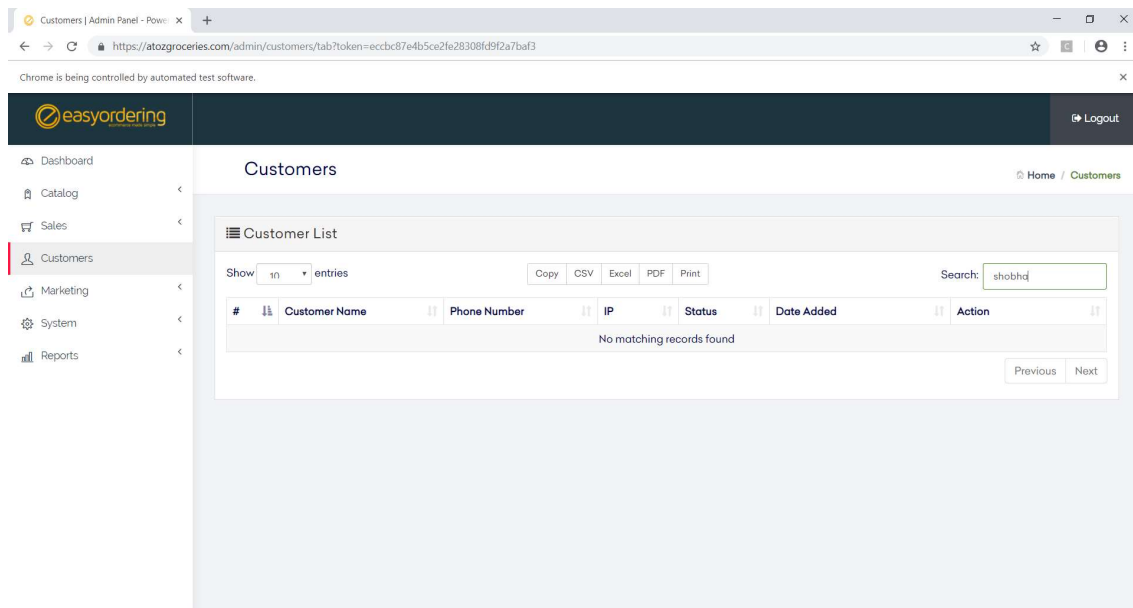 Customers | Admin Panel - Powe
https://atozgroceries.com/admin/customers/tab?token=eccbc87e4b5ce2fe28308fd9f2a7baf3
C
Chrome is being controlled by automated test software.
easyordering
ecommerce made simple
Logout
Dashboard
Catalog
Sales
Customers
Marketing
System
Reports
Customers
Home / Customers
Customer List
Show 10 entries
Copy CSV Excel PDF Print
Search: shobha
# Customer Name Phone Number IP Status Date Added Action
No matching records found
Previous Next